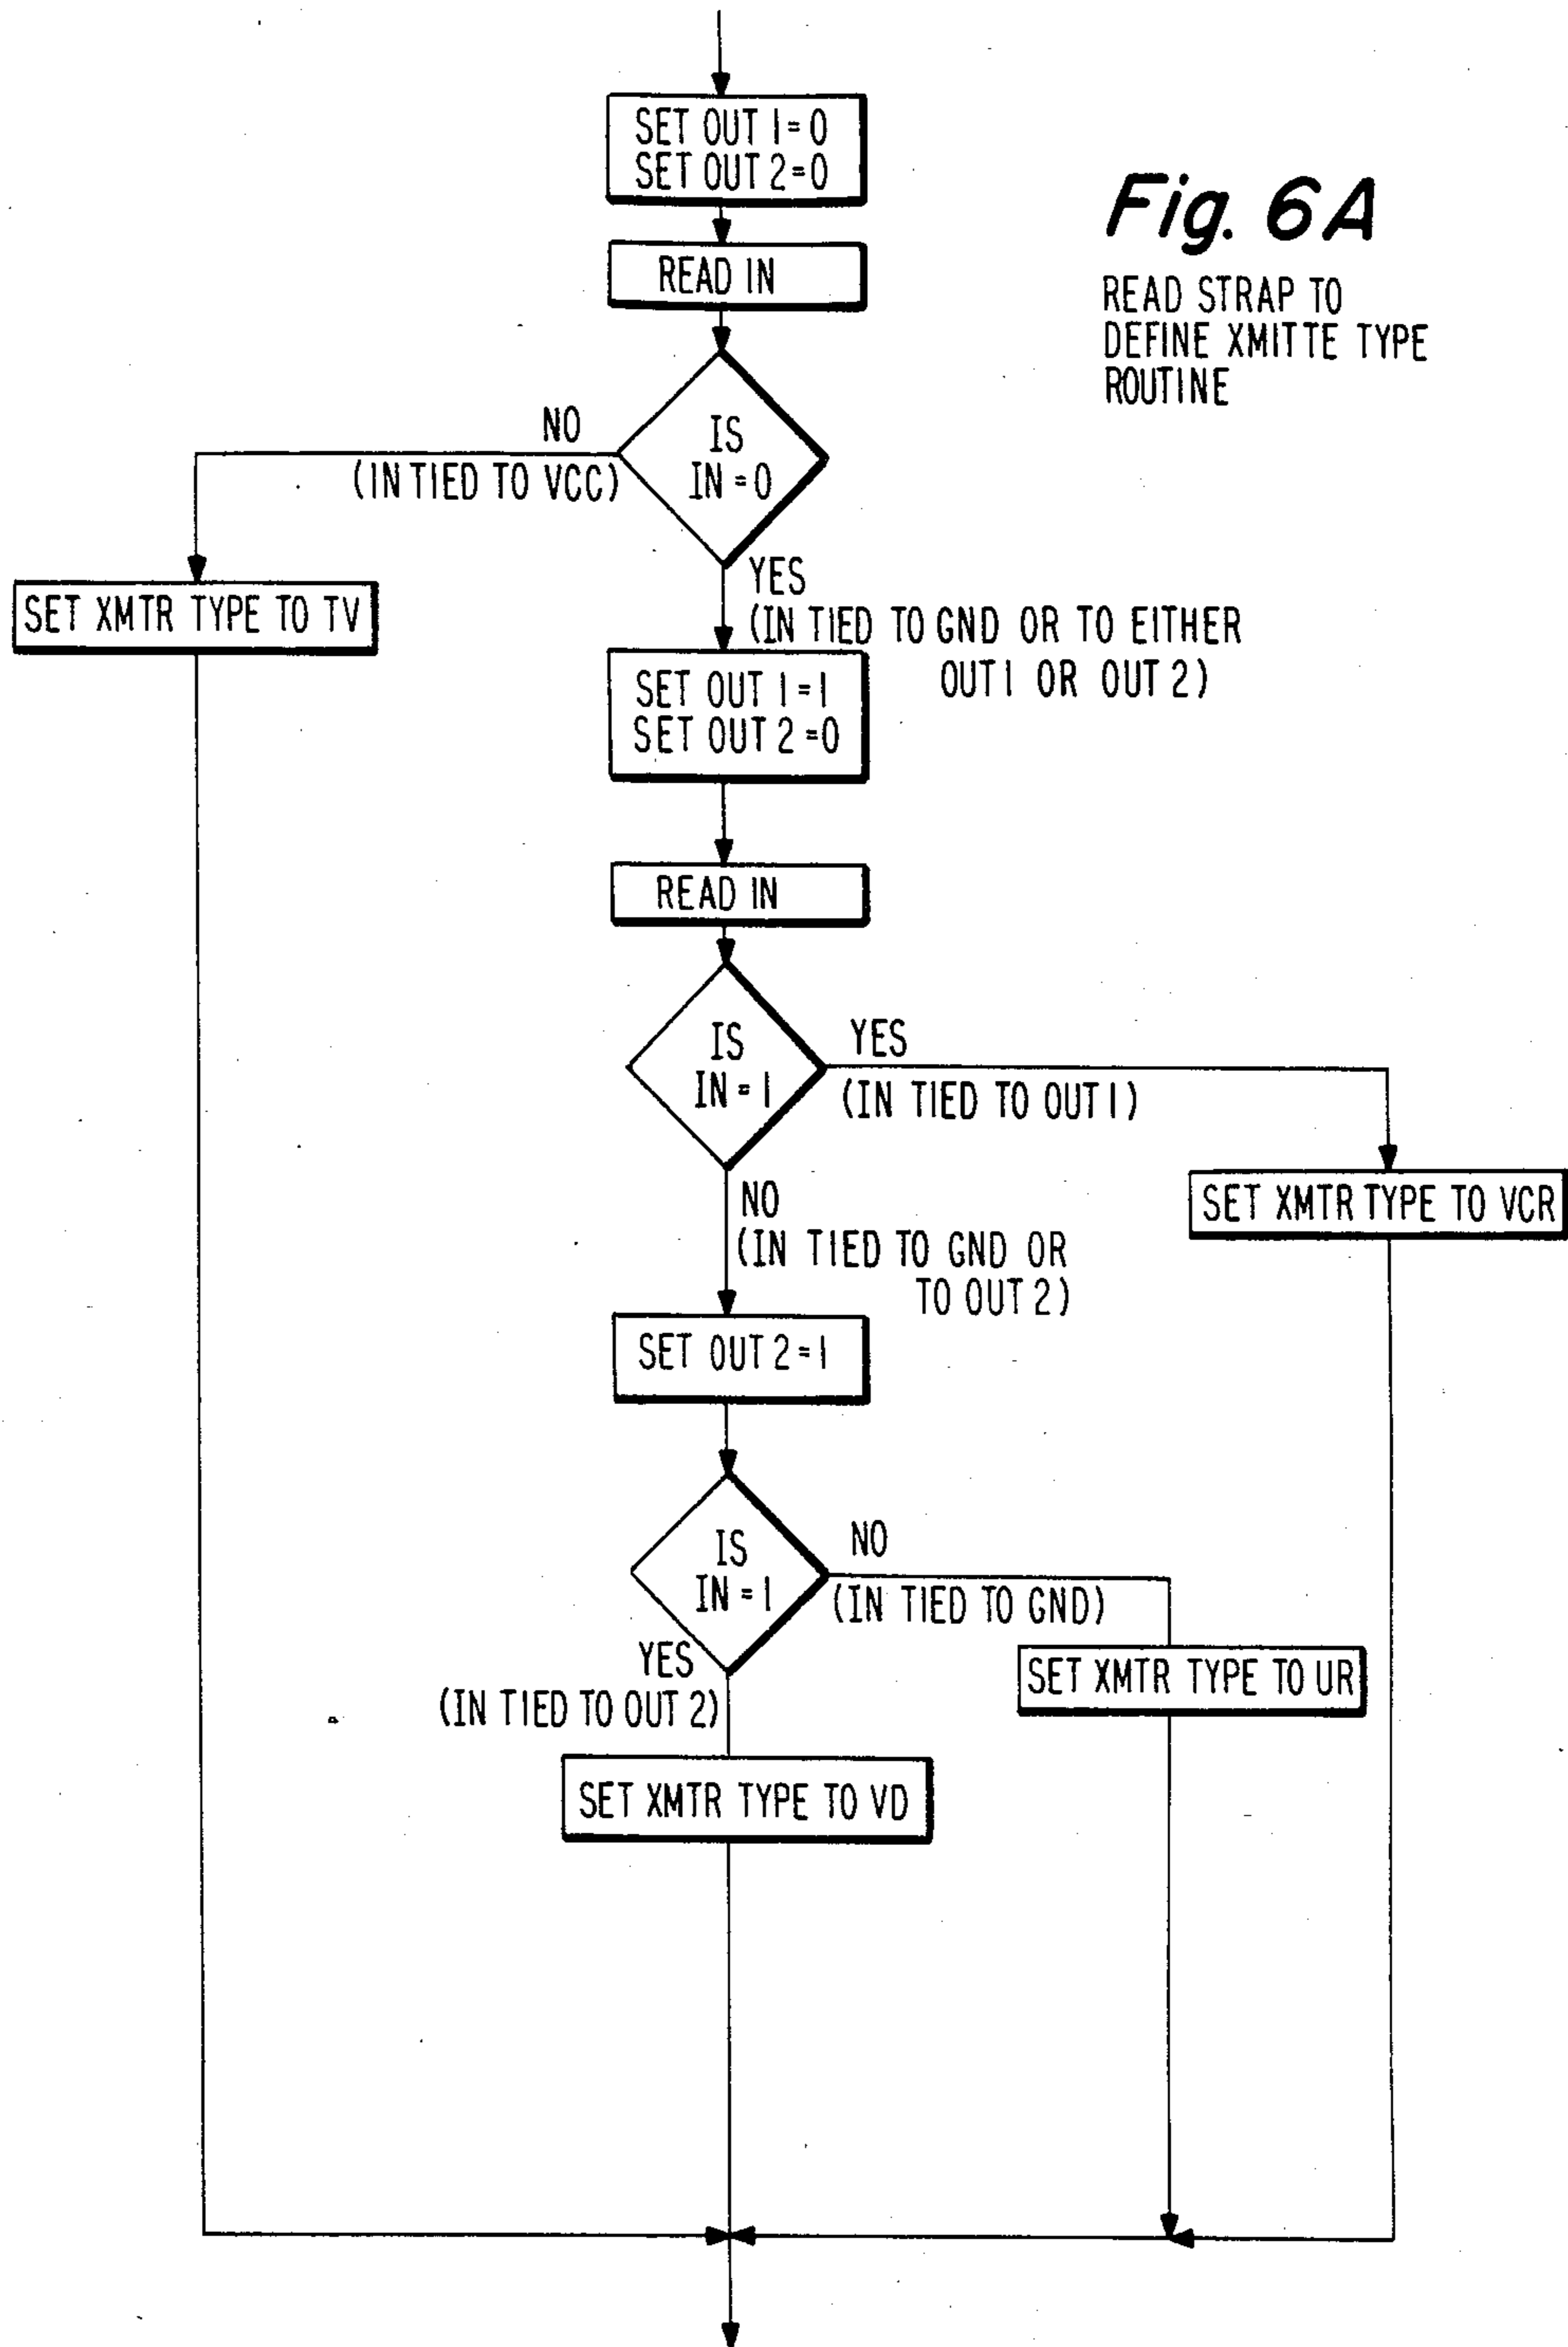 SET OUT 1=0
SET OUT 2=0
Fig. 6A
READ IN
READ STRAP TO
DEFINE XMITTE TYPE
ROUTINE
NO
(IN TIED TO VCC)
IS
IN=0
SET XMTR TYPE TO TV
YES
(IN TIED TO GND OR TO EITHER
OUT1 OR OUT 2)
SET OUT 1=1
SET OUT 2=0
READ IN
IS
IN=1
YES
(IN TIED TO OUT1)
SET XMTR TYPE TO VCR
NO
(IN TIED TO GND OR
TO OUT 2)
SET OUT 2=1
IS
IN=1
NO
(IN TIED TO GND)
SET XMTR TYPE TO UR
YES
(IN TIED TO OUT 2)
SET XMTR TYPE TO VD